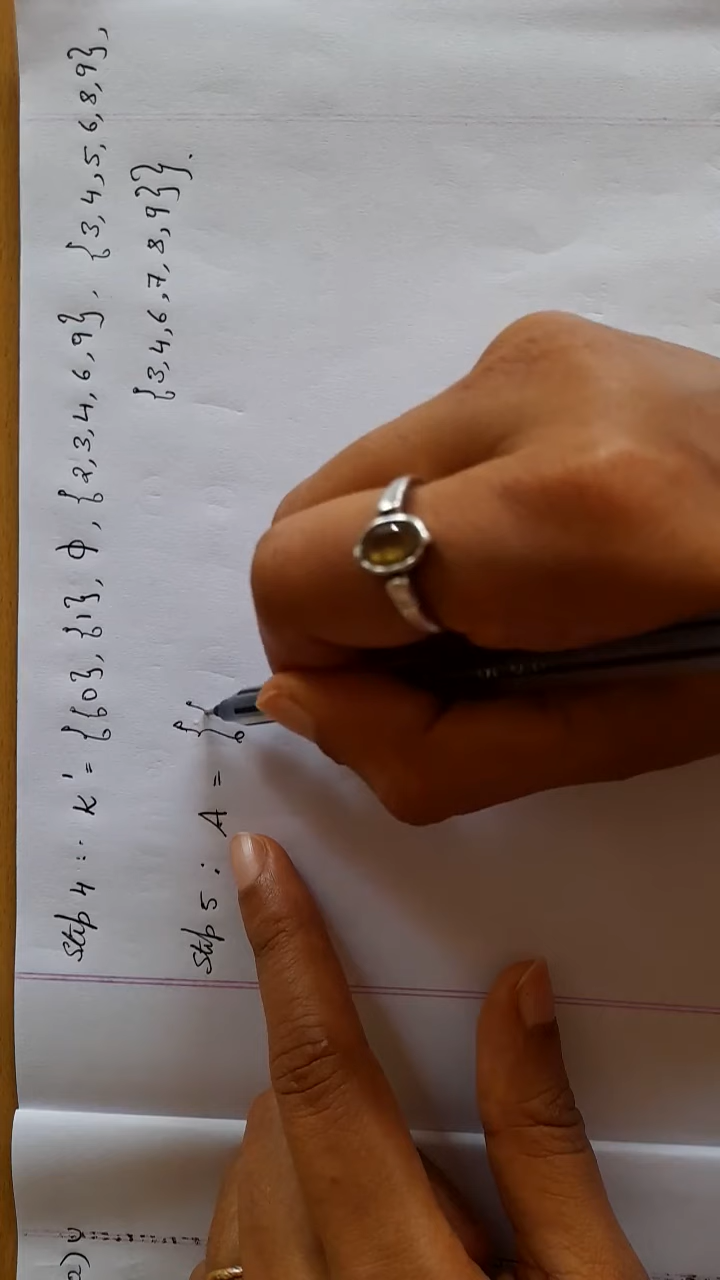 Step 4 :. K' = {{0}, {1}, ϕ, {2,3,4,6,9}, {3,4,5,6,8,9},
{3,4,6,7,8,9}}.
Step 5 : A = {{
2)